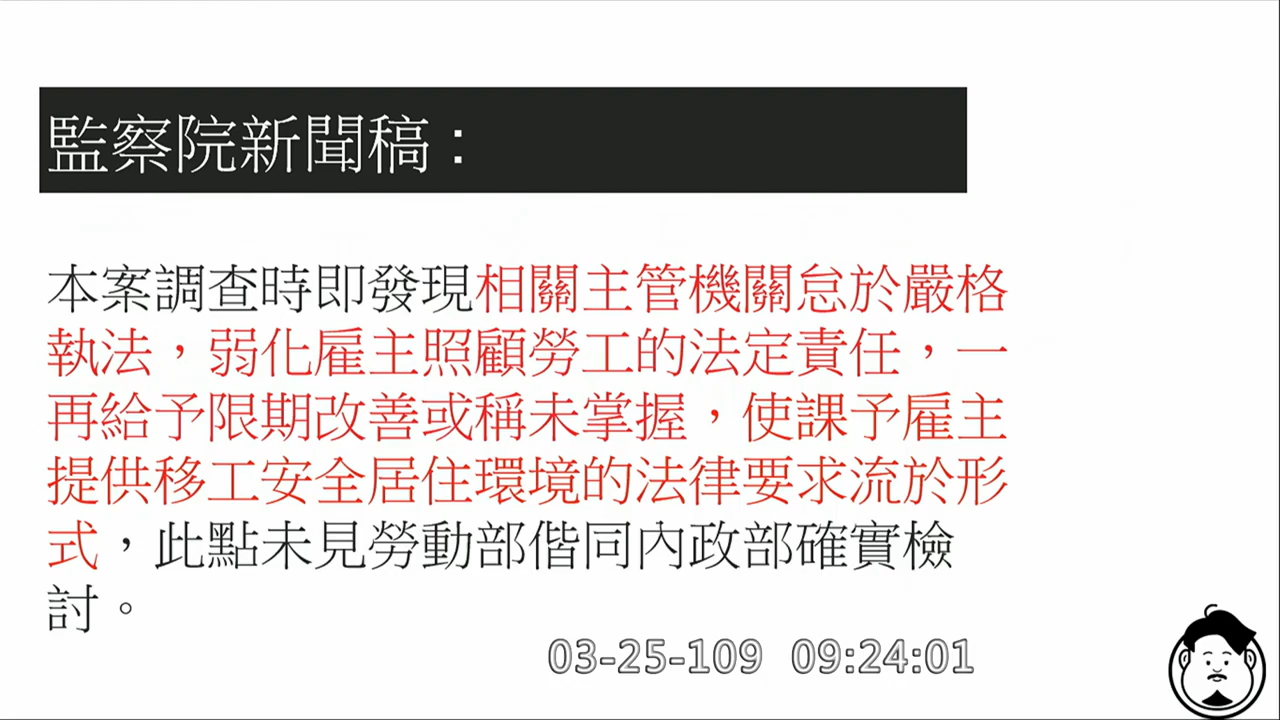 監察院新聞稿：
本案調查時即發現相關主管機關怠於嚴格
執法，弱化雇主照顧勞工的法定責任，一
再給予限期改善或稱未掌握，使課予雇主
提供移工安全居住環境的法律要求流於形
式，此點未見勞動部偕同內政部確實檢
討。
03-25-109 09:24:01